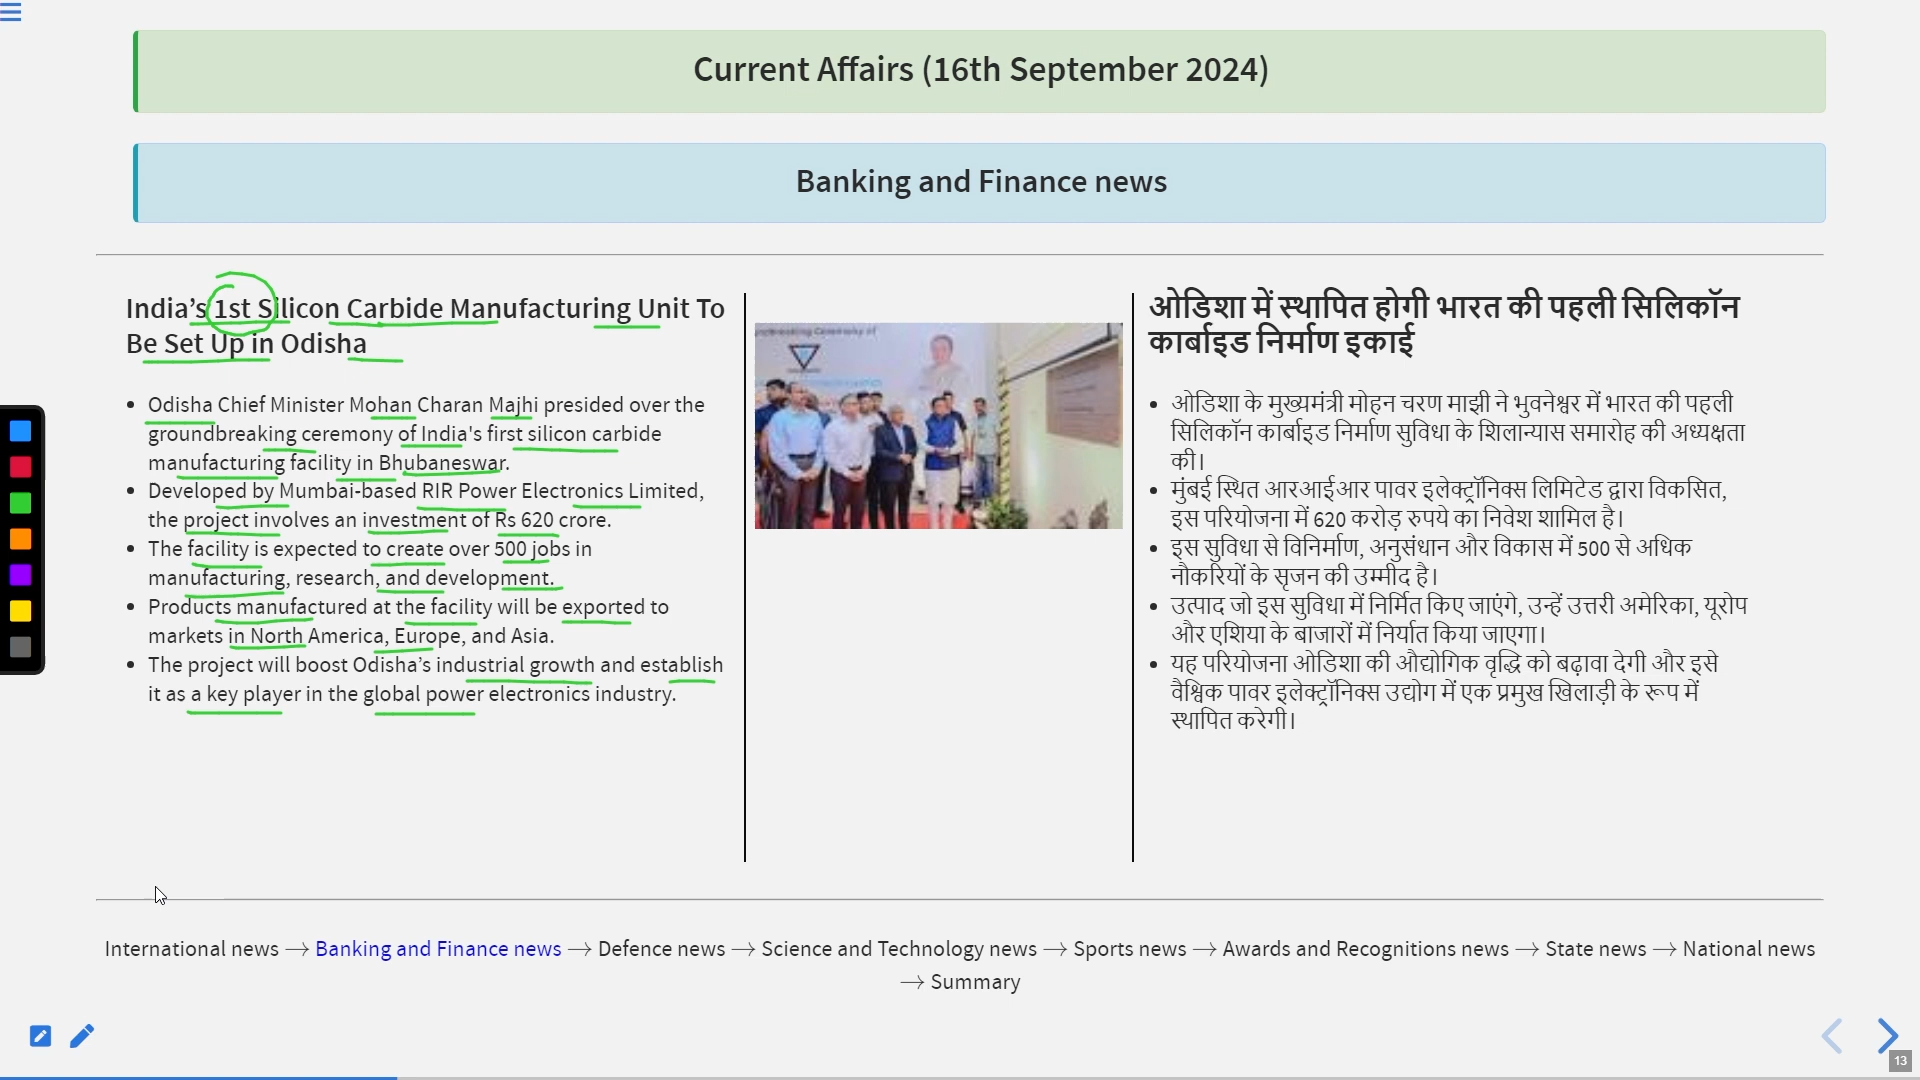 Current Affairs (16th September 2024)
Banking and Finance news
India’s 1st Silicon Carbide Manufacturing Unit To
Be Set Up in Odisha
Odisha Chief Minister Mohan Charan Majhi presided over the
groundbreaking ceremony of India's first silicon carbide
manufacturing facility in Bhubaneswar.
Developed by Mumbai-based RIR Power Electronics Limited,
the project involves an investment of Rs 620 crore.
The facility is expected to create over 500 jobs in
manufacturing, research, and development.
Products manufactured at the facility will be exported to
markets in North America, Europe, and Asia.
The project will boost Odisha’s industrial growth and establish
it as a key player in the global power electronics industry.
Ceremony of
ओडिशा में स्थापित होगी भारत की पहली सिलिकॉन
कार्बाइड निर्माण इकाई
ओडिशा के मुख्यमंत्री मोहन चरण माझी ने भुवनेश्वर में भारत की पहली
सिलिकॉन कार्बाइड निर्माण सुविधा के शिलान्यास समारोह की अध्यक्षता
की।
मुंबई स्थित आरआईआर पावर इलेक्ट्रॉनिक्स लिमिटेड द्वारा विकसित,
इस परियोजना में 620 करोड़ रुपये का निवेश शामिल है।
इस सुविधा से विनिर्माण, अनुसंधान और विकास में 500 से अधिक
नौकरियों के सृजन की उम्मीद है।
उत्पाद जो इस सुविधा में निर्मित किए जाएंगे, उन्हें उत्तरी अमेरिका, यूरोप
और एशिया के बाजारों में निर्यात किया जाएगा।
यह परियोजना ओडिशा की औद्योगिक वृद्धि को बढ़ावा देगी और इसे
वैश्विक पावर इलेक्ट्रॉनिक्स उद्योग में एक प्रमुख खिलाड़ी के रूप में
स्थापित करेगी।
International news → Banking and Finance news → Defence news → Science and Technology news → Sports news → Awards and Recognitions news → State news → National news
→ Summary
13